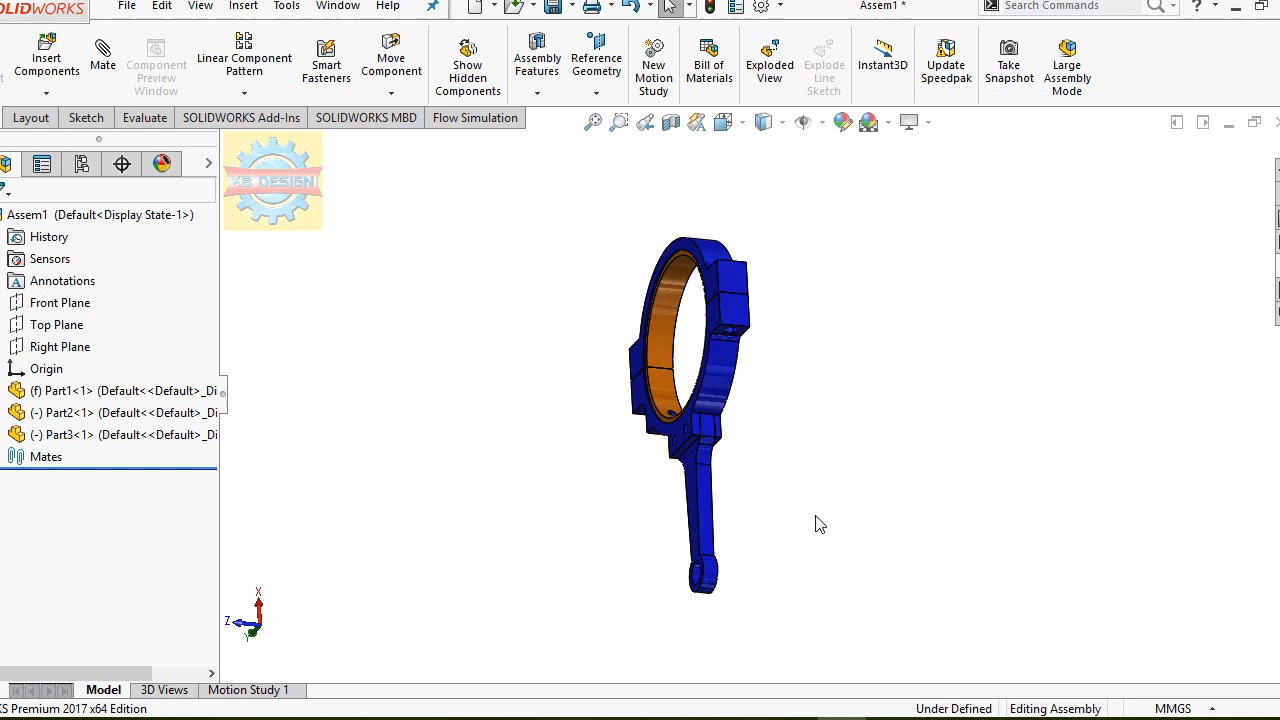 SOLIDWORKS
File Edit View Insert Tools Window Help
Assem1 *
Search Commands
Insert Components
Mate
Component Preview Window
Linear Component Pattern
Smart Fasteners
Move Component
Show Hidden Components
Assembly Features
Reference Geometry
New Motion Study
Bill of Materials
Exploded View
Explode Line Sketch
Instant3D
Update Speedpak
Take Snapshot
Large Assembly Mode
Layout Sketch Evaluate SOLIDWORKS Add-Ins SOLIDWORKS MBD Flow Simulation
KB DESIGN
Assem1 (Default<Display State-1>)
History
Sensors
Annotations
Front Plane
Top Plane
Right Plane
Origin
(f) Part1<1> (Default<<Default>_Di
(-) Part2<1> (Default<<Default>_Di
(-) Part3<1> (Default<<Default>_Di
Mates
X
Z
Y
Model 3D Views Motion Study 1
KS Premium 2017 x64 Edition
Under Defined Editing Assembly MMGS